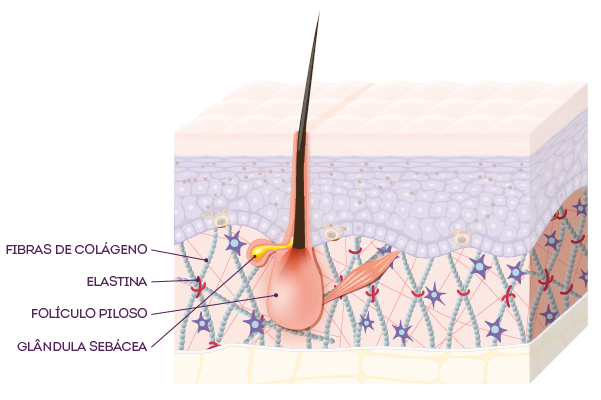 FIBRAS DE COLÁGENO
ELASTINA
FOLÍCULO PILOSO
GLÂNDULA SEBÁCEA